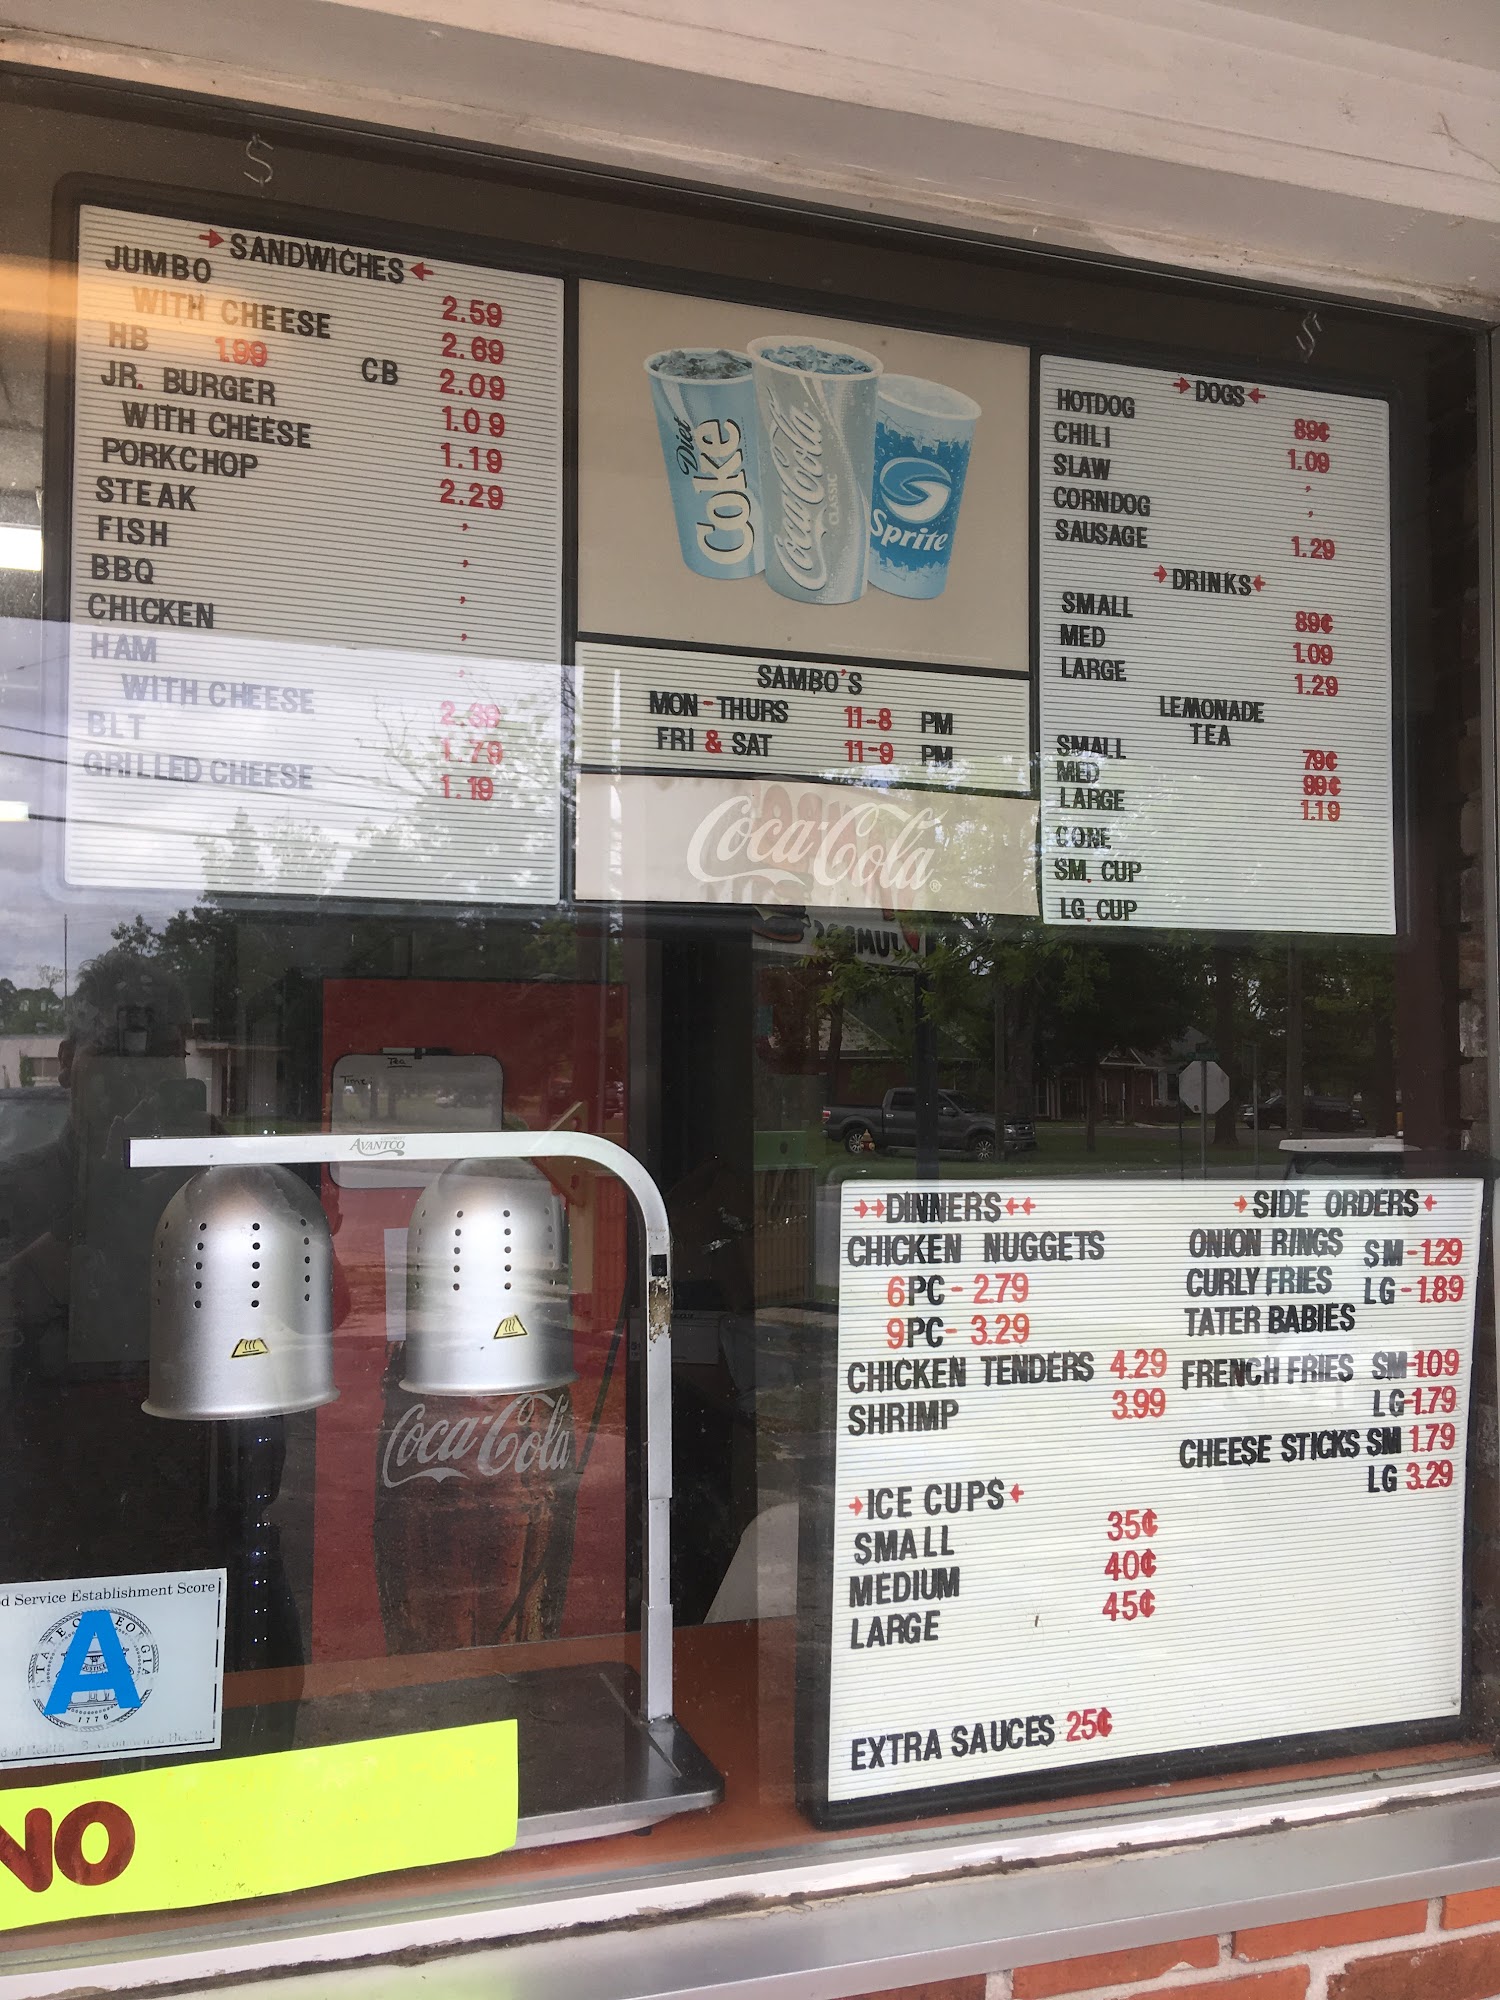 →SANDWICHES←
JUMBO 2.59
WITH CHEESE 2.69
HB 1.99 CB 2.09
JR. BURGER 1.09
WITH CHEESE 1.19
PORKCHOP 2.29
STEAK ,
FISH ,
BBQ ,
CHICKEN ,
HAM ,
WITH CHEESE 2.69
BLT 1.79
GRILLED CHEESE 1.19
Diet Coke
Coca-Cola CLASSIC
Sprite
SAMBO'S
MON-THURS 11-8 PM
FRI & SAT 11-9 PM
Coca-Cola
→DOGS←
HOTDOG 89¢
CHILI 1.09
SLAW ,
CORNDOG ,
SAUSAGE 1.29
→DRINKS←
SMALL 89¢
MED 1.09
LARGE 1.29
LEMONADE
TEA
SMALL 79¢
MED 99¢
LARGE 1.19
CONE
SM. CUP
LG. CUP
Tea
Time
AVANTCO
Coca-Cola
→→DINNERS←←
CHICKEN NUGGETS
6PC-2.79
9PC-3.29
CHICKEN TENDERS 4.29
SHRIMP 3.99
→ICE CUPS←
SMALL 35¢
MEDIUM 40¢
LARGE 45¢
EXTRA SAUCES 25¢
→SIDE ORDERS←
ONION RINGS SM-1.29
CURLY FRIES LG-1.89
TATER BABIES
FRENCH FRIES SM-1.09
LG-1.79
CHEESE STICKS SM 1.79
LG 3.29
d Service Establishment Score
A
1776
NO